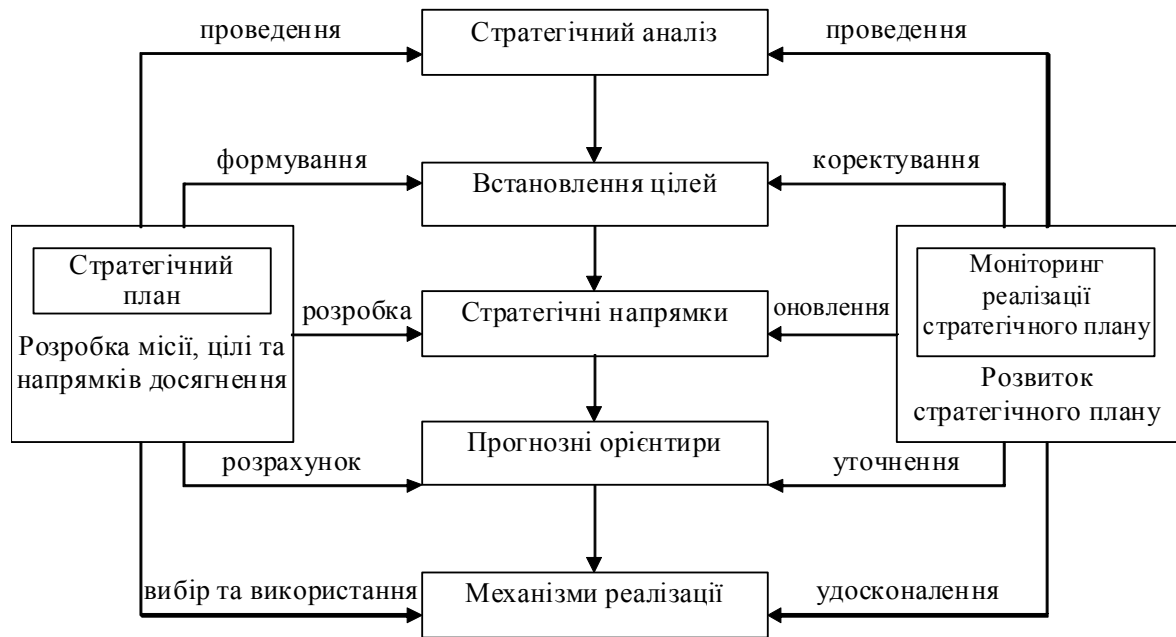 проведення
Стратегічний аналіз
проведення
формування
Встановлення цілей
коректування
Стратегічний
план
Розробка місії, цілі та
напрямків досягнення
розробка
Стратегічні напрямки
оновлення
Моніторинг
реалізації
стратегічного плану
Розвиток
стратегічного плану
розрахунок
Прогнозні орієнтири
уточнення
вибір та використання
Механізми реалізації
удосконалення